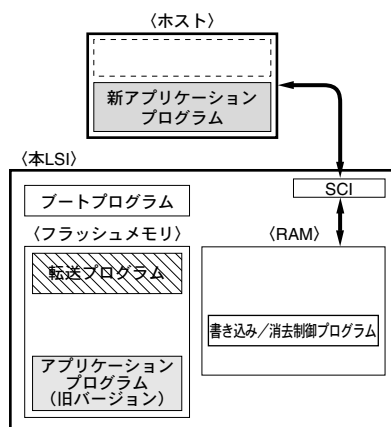 〈ホスト〉
新アプリケーション
プログラム
〈本LSI〉
SCI
ブートプログラム
〈フラッシュメモリ〉
〈RAM〉
転送プログラム
書き込み／消去制御プログラム
アプリケーション
プログラム
（旧バージョン）